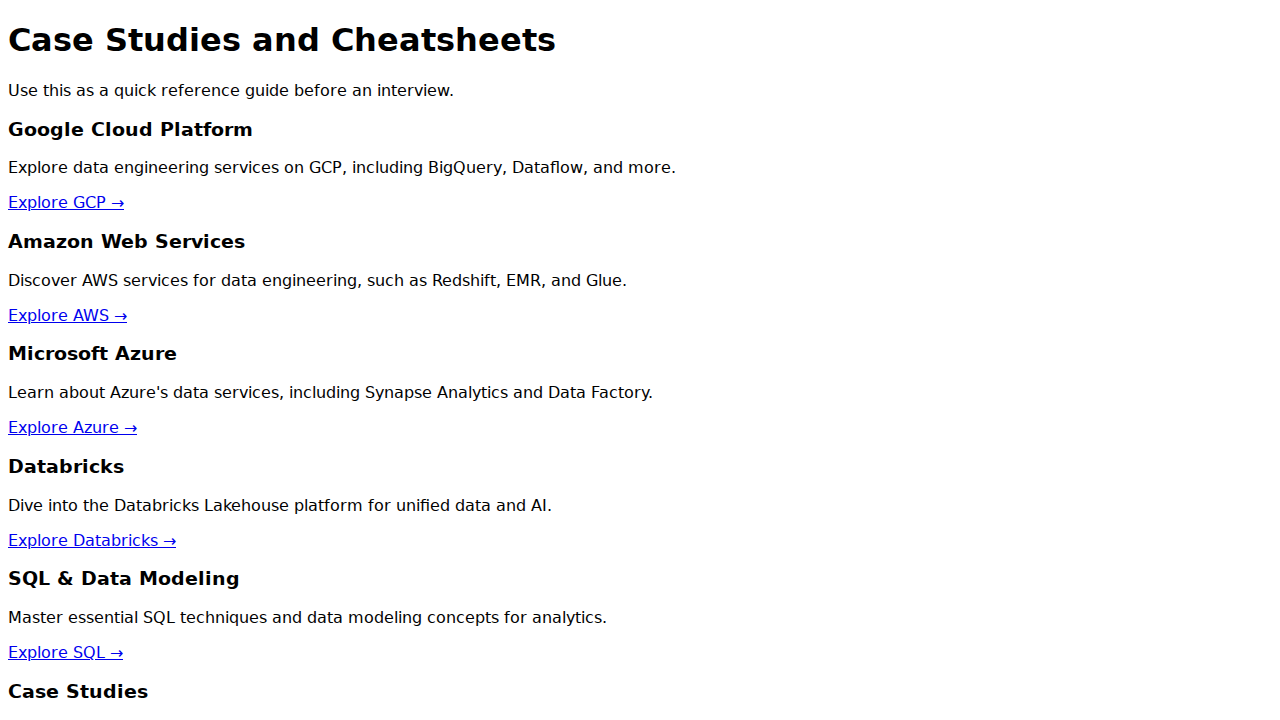 Case Studies and Cheatsheets
Use this as a quick reference guide before an interview.
Google Cloud Platform
Explore data engineering services on GCP, including BigQuery, Dataflow, and more.
Explore GCP →
Amazon Web Services
Discover AWS services for data engineering, such as Redshift, EMR, and Glue.
Explore AWS →
Microsoft Azure
Learn about Azure's data services, including Synapse Analytics and Data Factory.
Explore Azure →
Databricks
Dive into the Databricks Lakehouse platform for unified data and AI.
Explore Databricks →
SQL & Data Modeling
Master essential SQL techniques and data modeling concepts for analytics.
Explore SQL →
Case Studies